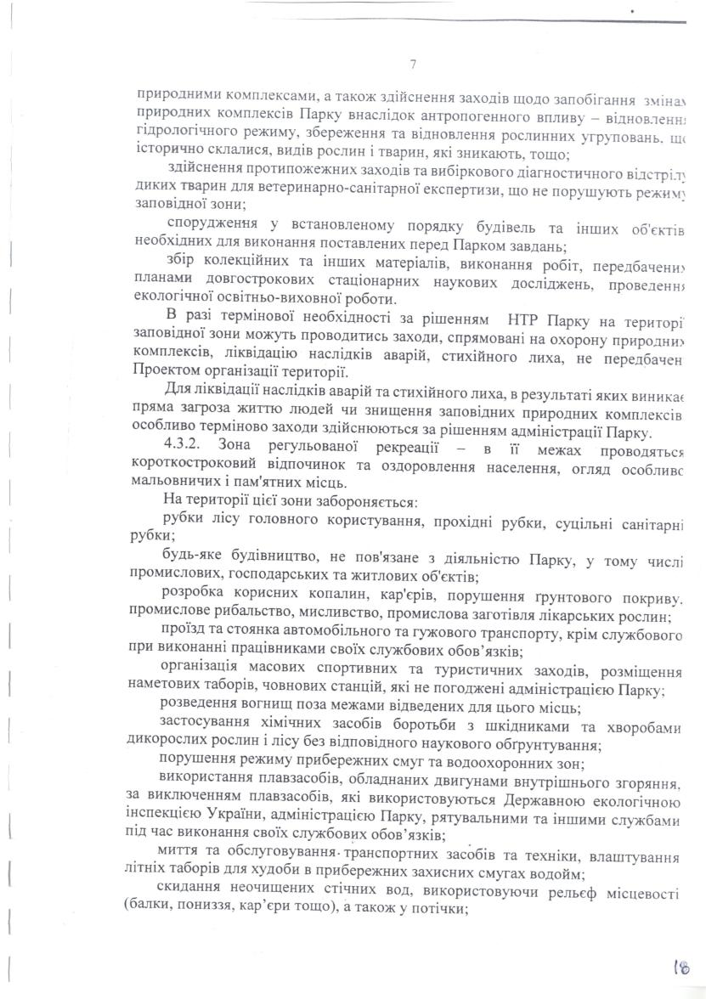 7
природними комплексами, а також здійснення заходів щодо запобігання змінам
природних комплексів Парку внаслідок антропогенного впливу – відновлення
гідрологічного режиму, збереження та відновлення рослинних угруповань, що
історично склалися, видів рослин і тварин, які зникають, тощо;
здійснення протипожежних заходів та вибіркового діагностичного відстрілу
диких тварин для ветеринарно-санітарної експертизи, що не порушують режиму
заповідної зони;
спорудження у встановленому порядку будівель та інших об'єктів
необхідних для виконання поставлених перед Парком завдань;
збір колекційних та інших матеріалів, виконання робіт, передбачених
планами довгострокових стаціонарних наукових досліджень, проведення
екологічної освітньо-виховної роботи.
В разі термінової необхідності за рішенням НТР Парку на території
заповідної зони можуть проводитись заходи, спрямовані на охорону природних
комплексів, ліквідацію наслідків аварій, стихійного лиха, не передбачен
Проектом організації території.
Для ліквідації наслідків аварій та стихійного лиха, в результаті яких виникає
пряма загроза життю людей чи знищення заповідних природних комплексів
особливо терміново заходи здійснюються за рішенням адміністрації Парку.
4.3.2. Зона регульованої рекреації – в її межах проводяться
короткостроковий відпочинок та оздоровлення населення, огляд особливо
мальовничих і пам'ятних місць.
На території цієї зони забороняється:
рубки лісу головного користування, прохідні рубки, суцільні санітарні
рубки;
будь-яке будівництво, не пов'язане з діяльністю Парку, у тому числі
промислових, господарських та житлових об'єктів;
розробка корисних копалин, кар'єрів, порушення ґрунтового покриву,
промислове рибальство, мисливство, промислова заготівля лікарських рослин;
проїзд та стоянка автомобільного та гужового транспорту, крім службового
при виконанні працівниками своїх службових обов’язків;
організація масових спортивних та туристичних заходів, розміщення
наметових таборів, човнових станцій, які не погоджені адміністрацією Парку;
розведення вогнищ поза межами відведених для цього місць;
застосування хімічних засобів боротьби з шкідниками та хворобами
дикорослих рослин і лісу без відповідного наукового обґрунтування;
порушення режиму прибережних смуг та водоохоронних зон;
використання плавзасобів, обладнаних двигунами внутрішнього згоряння,
за виключенням плавзасобів, які використовуються Державною екологічною
інспекцією України, адміністрацією Парку, рятувальними та іншими службами
під час виконання своїх службових обов’язків;
миття та обслуговування транспортних засобів та техніки, влаштування
літніх таборів для худоби в прибережних захисних смугах водойм;
скидання неочищених стічних вод, використовуючи рельєф місцевості
(балки, пониззя, кар’єри тощо), а також у потічки;
18